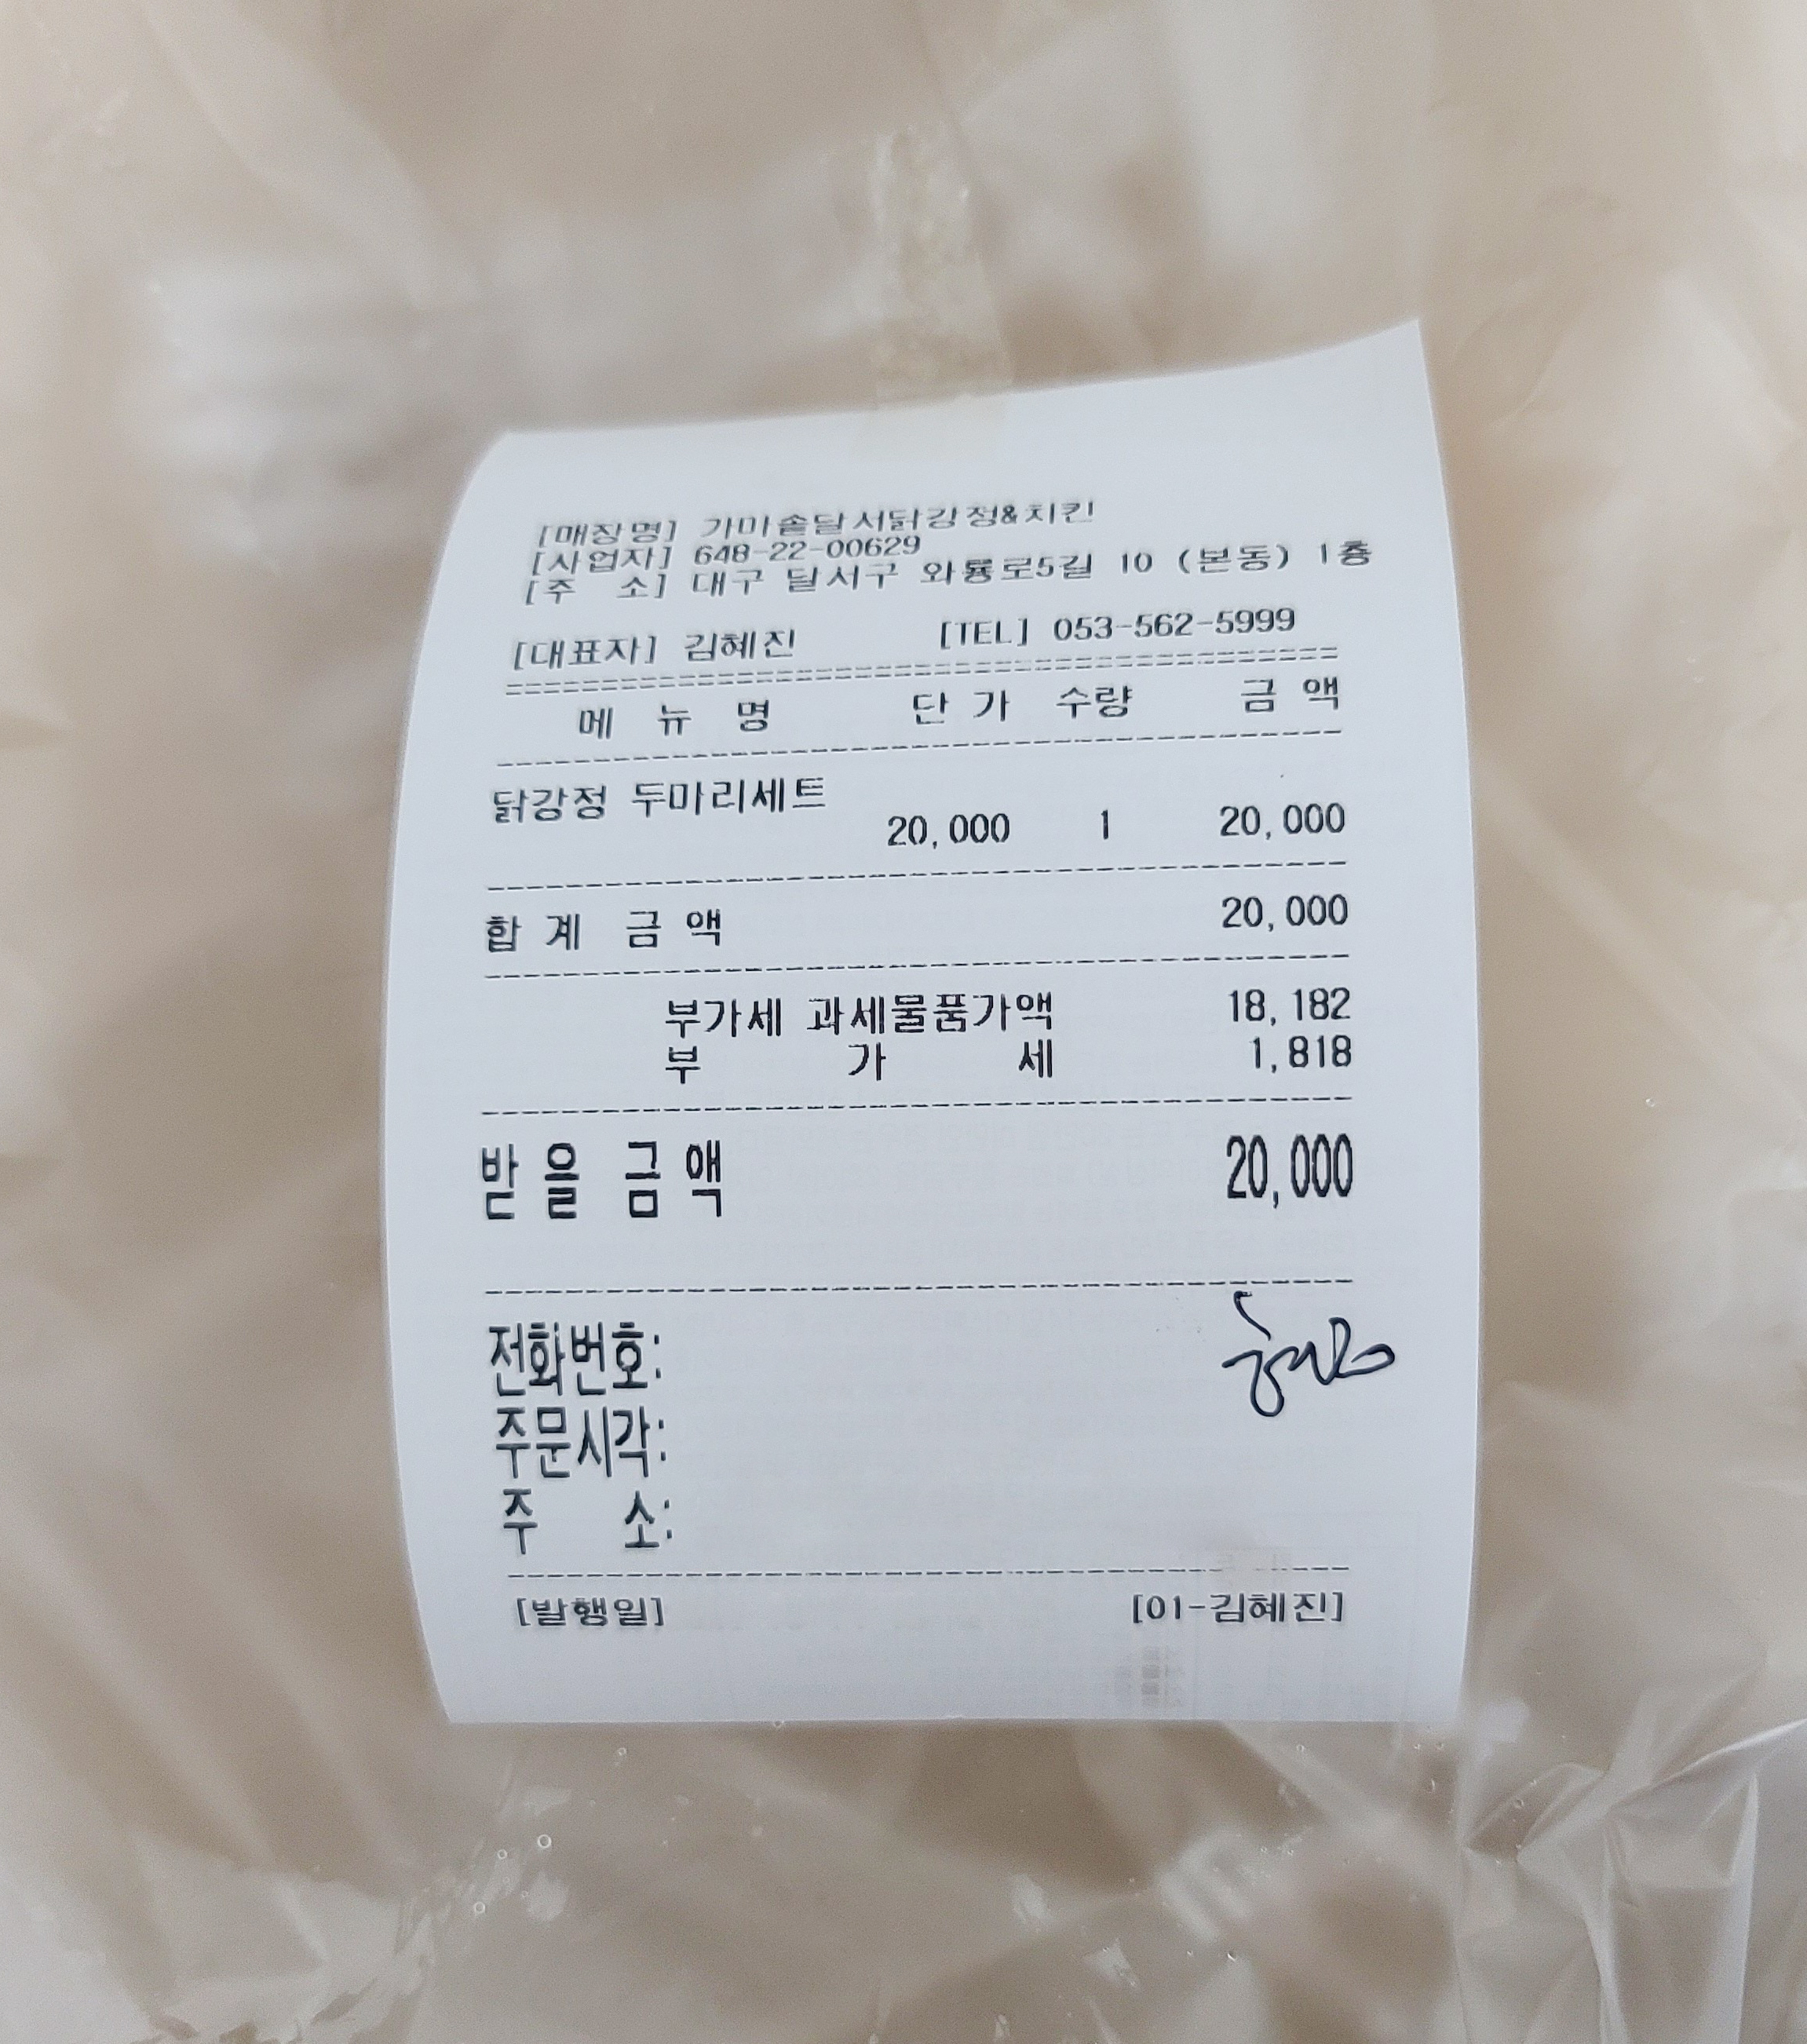 [매장명] 가마솥달서닭강정&치킨
[사업자] 648-22-00629
[주 소] 대구 달서구 와룡로5길 10 (본동) 1층
[대표자] 김혜진 [TEL] 053-562-5999
==============================================
메 뉴 명 단 가 수량 금 액
닭강정 두마리세트
20,000 1 20,000
합 계 금 액 20,000
부가세 과세물품가액 18,182
부 가 세 1,818
받 을 금 액 20,000
전화번호:
주문시각:
주 소:
[발행일] [01-김혜진]